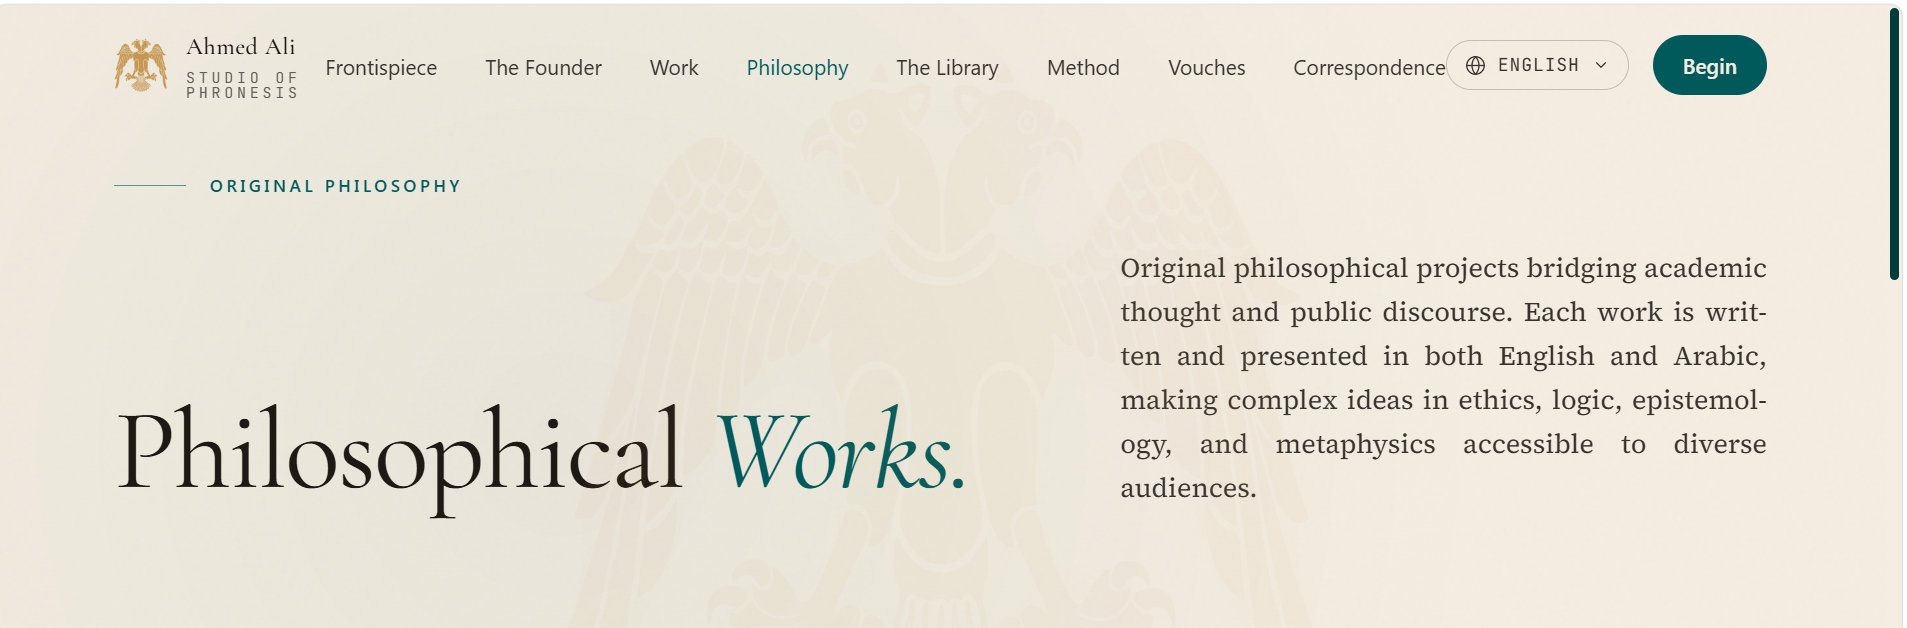 Ahmed Ali
STUDIO OF
PHRONESIS
Frontispiece
The Founder
Work
Philosophy
The Library
Method
Vouches
Correspondence
ENGLISH
Begin
ORIGINAL PHILOSOPHY
Philosophical Works.
Original philosophical projects bridging academic
thought and public discourse. Each work is writ-
ten and presented in both English and Arabic,
making complex ideas in ethics, logic, epistemol-
ogy, and metaphysics accessible to diverse
audiences.